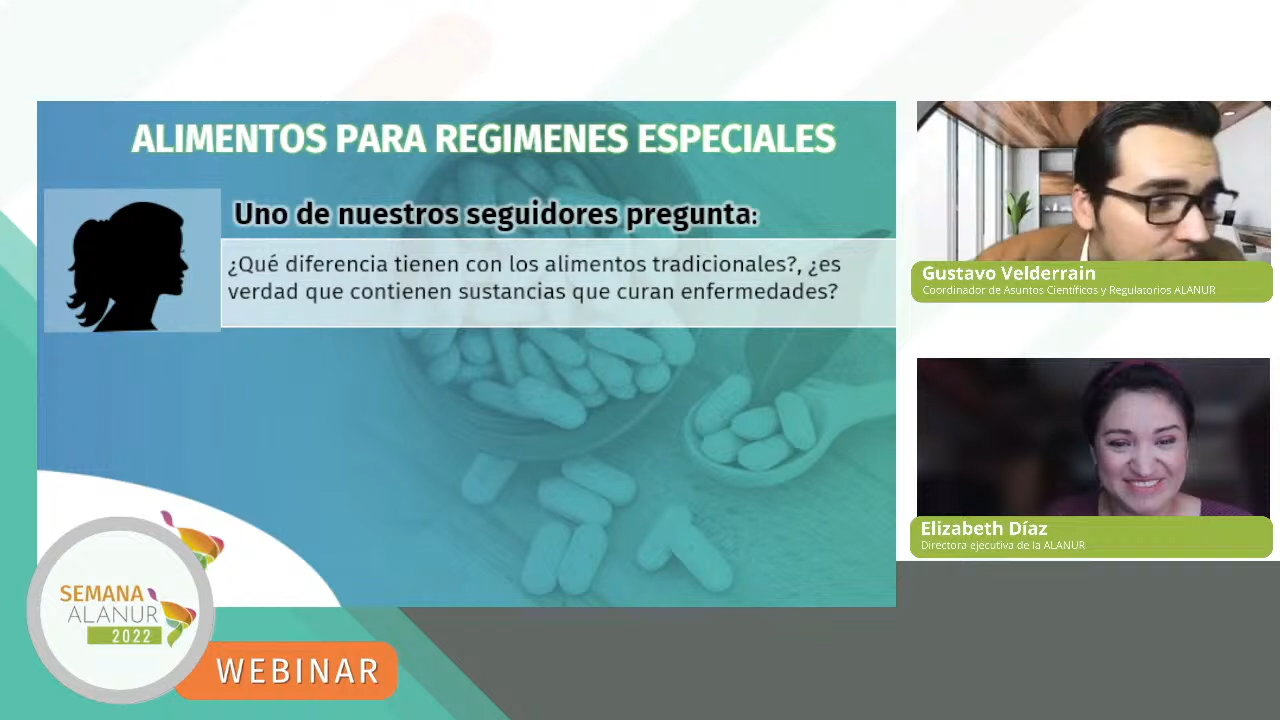 ALIMENTOS PARA REGIMENES ESPECIALES
Uno de nuestros seguidores pregunta:
¿Qué diferencia tienen con los alimentos tradicionales?, ¿es
verdad que contienen sustancias que curan enfermedades?
Gustavo Velderrain
Coordinador de Asuntos Científicos y Regulatorios ALANUR
Elizabeth Díaz
Directora ejecutiva de la ALANUR
SEMANA
ALANUR
2022
WEBINAR